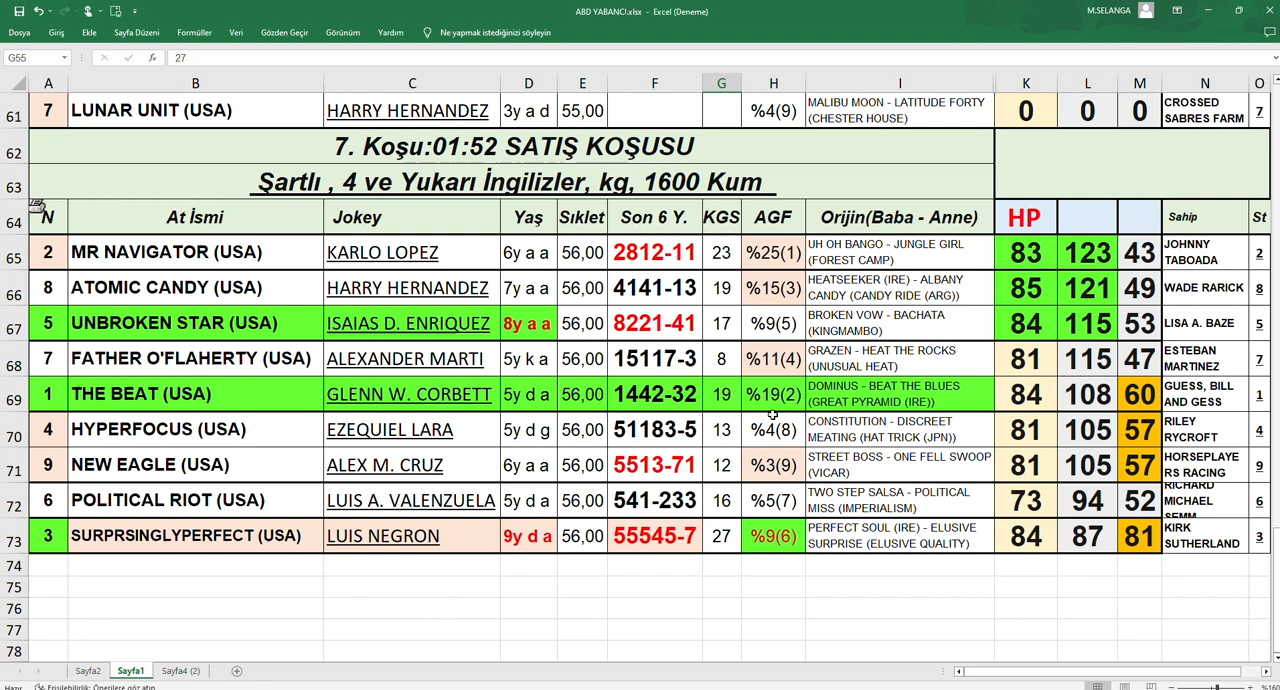 ABD YABANCI.xlsx - Excel (Deneme)
M.SELANGA
Dosya Giriş Ekle Sayfa Düzeni Formüller Veri Gözden Geçir Görünüm Yardım Ne yapmak istediğinizi söyleyin
G55 fx 27
A B C D E F G H I K L M N O
61 7 LUNAR UNIT (USA) HARRY HERNANDEZ 3y a d 55,00 %4(9) MALIBU MOON - LATITUDE FORTY (CHESTER HOUSE) 0 0 0 CROSSED SABRES FARM 7
62 7. Koşu:01:52 SATIŞ KOŞUSU
63 Şartlı , 4 ve Yukarı İngilizler, kg, 1600 Kum
64 N At İsmi Jokey Yaş Sıklet Son 6 Y. KGS AGF Orijin(Baba - Anne) HP Sahip St
65 2 MR NAVIGATOR (USA) KARLO LOPEZ 6y a a 56,00 2812-11 23 %25(1) UH OH BANGO - JUNGLE GIRL (FOREST CAMP) 83 123 43 JOHNNY TABOADA 2
66 8 ATOMIC CANDY (USA) HARRY HERNANDEZ 7y a a 56,00 4141-13 19 %15(3) HEATSEEKER (IRE) - ALBANY CANDY (CANDY RIDE (ARG)) 85 121 49 WADE RARICK 8
67 5 UNBROKEN STAR (USA) ISAIAS D. ENRIQUEZ 8y a a 56,00 8221-41 17 %9(5) BROKEN VOW - BACHATA (KINGMAMBO) 84 115 53 LISA A. BAZE 5
68 7 FATHER O'FLAHERTY (USA) ALEXANDER MARTI 5y k a 56,00 15117-3 8 %11(4) GRAZEN - HEAT THE ROCKS (UNUSUAL HEAT) 81 115 47 ESTEBAN MARTINEZ 7
69 1 THE BEAT (USA) GLENN W. CORBETT 5y d a 56,00 1442-32 19 %19(2) DOMINUS - BEAT THE BLUES (GREAT PYRAMID (IRE)) 84 108 60 GUESS, BILL AND GESS 1
70 4 HYPERFOCUS (USA) EZEQUIEL LARA 5y d g 56,00 51183-5 13 %4(8) CONSTITUTION - DISCREET MEATING (HAT TRICK (JPN)) 81 105 57 RILEY RYCROFT 4
71 9 NEW EAGLE (USA) ALEX M. CRUZ 6y a a 56,00 5513-71 12 %3(9) STREET BOSS - ONE FELL SWOOP (VICAR) 81 105 57 HORSEPLAYE RS RACING 9
72 6 POLITICAL RIOT (USA) LUIS A. VALENZUELA 5y d a 56,00 541-233 16 %5(7) TWO STEP SALSA - POLITICAL MISS (IMPERIALISM) 73 94 52 RICHARD MICHAEL 6
73 3 SURPRSINGLYPERFECT (USA) LUIS NEGRON 9y d a 56,00 55545-7 27 %9(6) PERFECT SOUL (IRE) - ELUSIVE SURPRISE (ELUSIVE QUALITY) 84 87 81 KIRK SUTHERLAND 3
74
75
76
77
78
Sayfa2 Sayfa1 Sayfa4 (2)
Hazır Erişilebilirlik: Önerilere göz atın %160